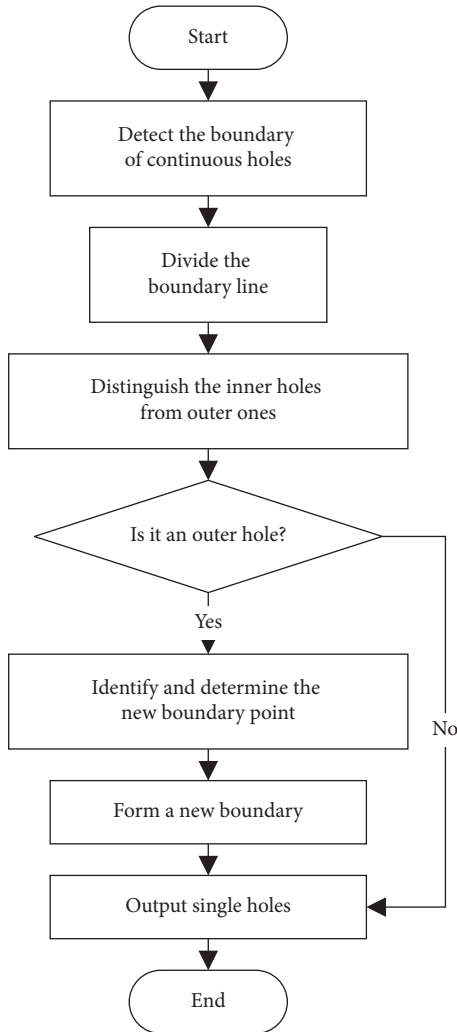 Start
Detect the boundary
of continuous holes
Divide the
boundary line
Distinguish the inner holes
from outer ones
Is it an outer hole?
Yes
Identify and determine the
new boundary point
No
Form a new boundary
Output single holes
End